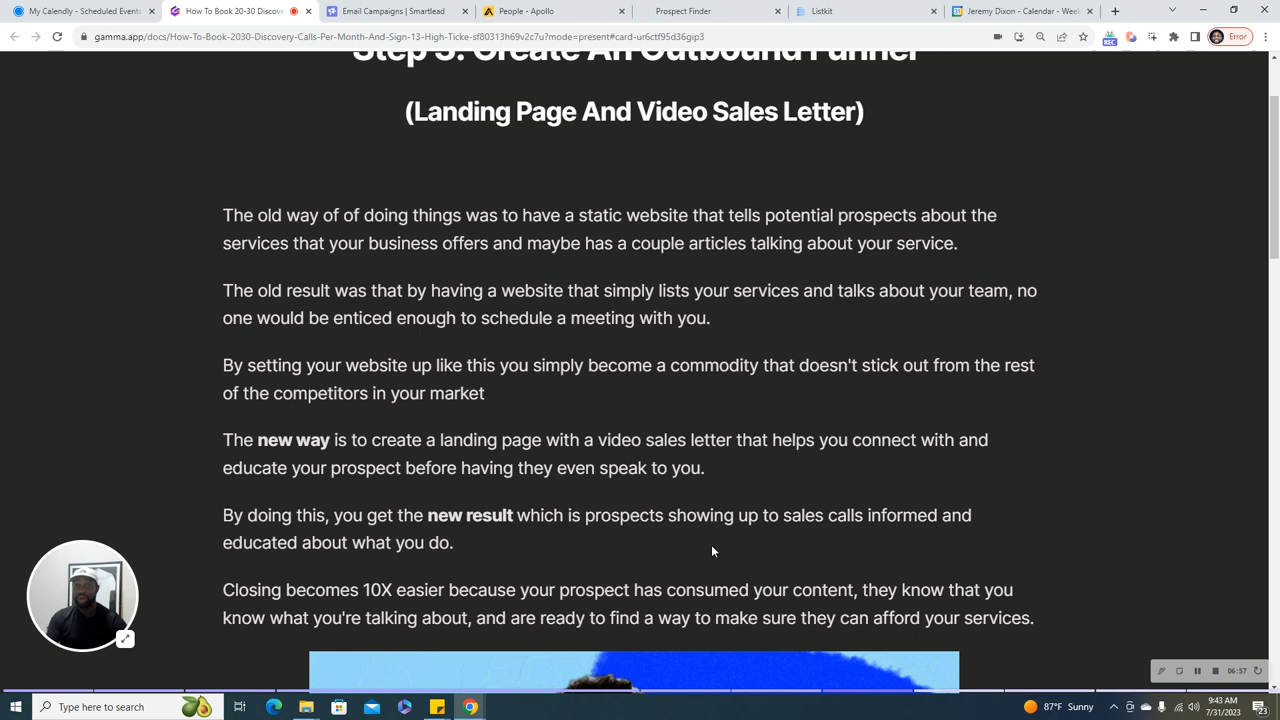 My Calendly - Scheduled Event
How To Book 20-30 Discove
Email Campaigns | Smartlead
People - Apollo
Prospect Finder
Listkit
Jeremy Dixon - Calendar - Week
gamma.app/docs/How-To-Book-2030-Discovery-Calls-Per-Month-And-Sign-13-High-Ticke-sf80313h69v2c7u?mode=present#card-ur6ctf95d36gip3
REC
Error
Step 3: Create An Outbound Funnel
(Landing Page And Video Sales Letter)
The old way of of doing things was to have a static website that tells potential prospects about the
services that your business offers and maybe has a couple articles talking about your service.
The old result was that by having a website that simply lists your services and talks about your team, no
one would be enticed enough to schedule a meeting with you.
By setting your website up like this you simply become a commodity that doesn't stick out from the rest
of the competitors in your market
The new way is to create a landing page with a video sales letter that helps you connect with and
educate your prospect before having they even speak to you.
By doing this, you get the new result which is prospects showing up to sales calls informed and
educated about what you do.
Closing becomes 10X easier because your prospect has consumed your content, they know that you
know what you're talking about, and are ready to find a way to make sure they can afford your services.
06:57
Type here to search
87°F Sunny
9:43 AM
7/31/2023
23